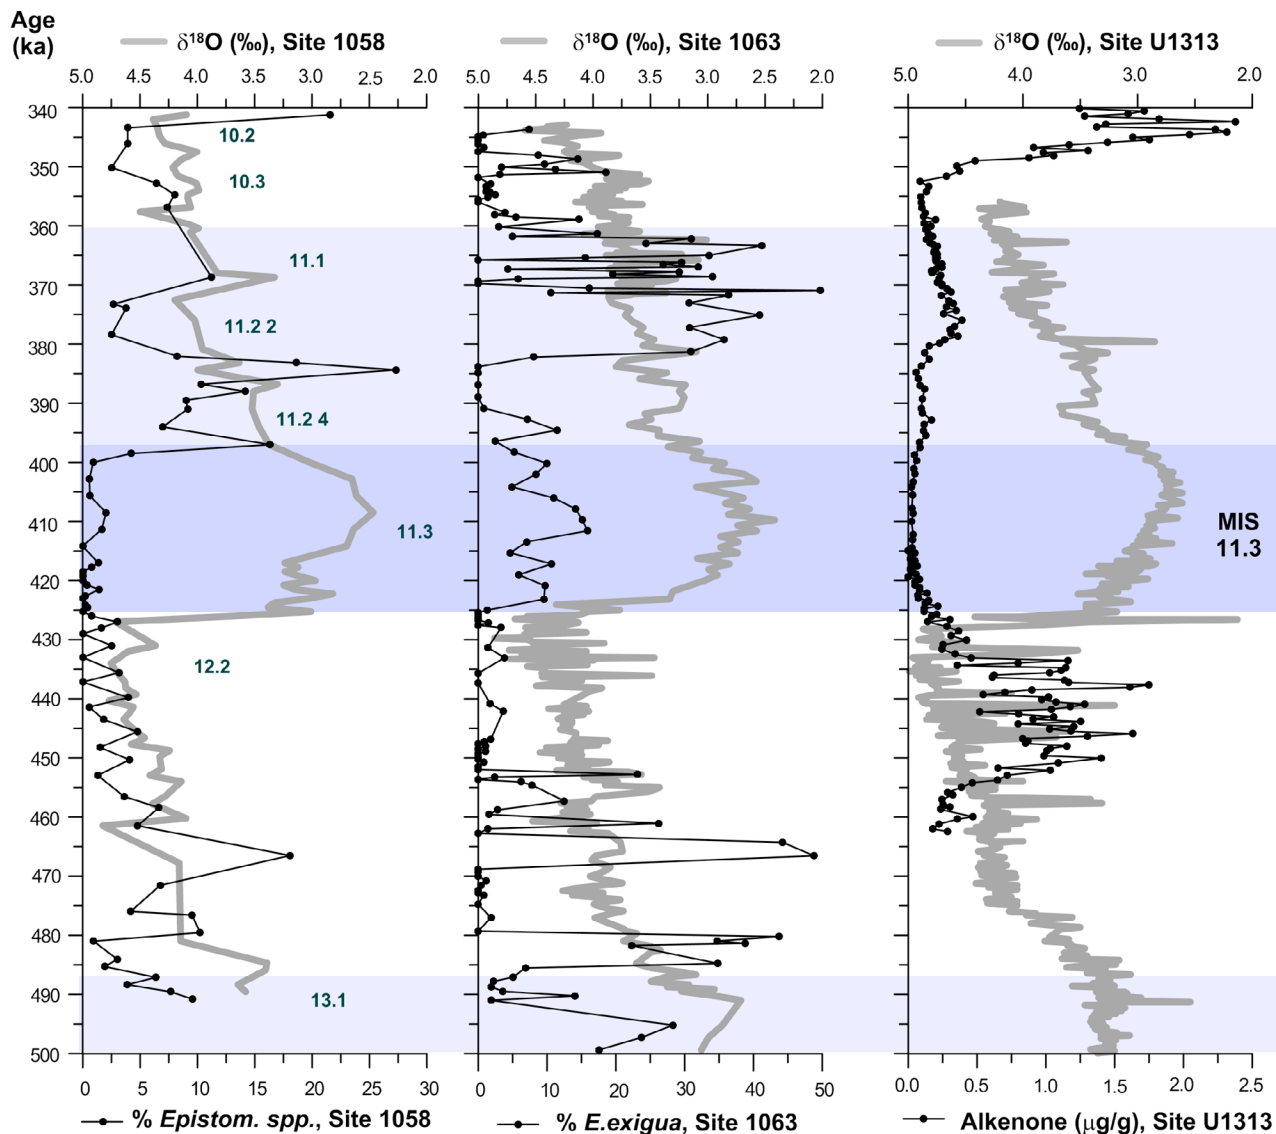 Age
(ka)
δ¹⁸O (‰), Site 1058
δ¹⁸O (‰), Site 1063
δ¹⁸O (‰), Site U1313
5.0 4.5 4.0 3.5 3.0 2.5 2.0
5.0 4.5 4.0 3.5 3.0 2.5 2.0
5.0 4.0 3.0 2.0
340
10.2
350
10.3
360
11.1
370
11.2 2
380
390
11.2 4
400
410
11.3
MIS
11.3
420
430
12.2
440
450
460
470
480
490
13.1
500
0 5 10 15 20 25 30
0 10 20 30 40 50
0.0 0.5 1.0 1.5 2.0 2.5
% Epistom. spp., Site 1058
% E.exigua, Site 1063
Alkenone (µg/g), Site U1313